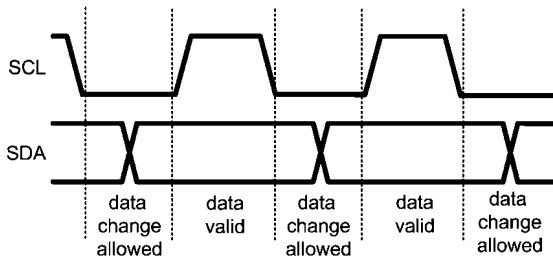 SCL
SDA
data
change
allowed
data
valid
data
change
allowed
data
valid
data
change
allowed